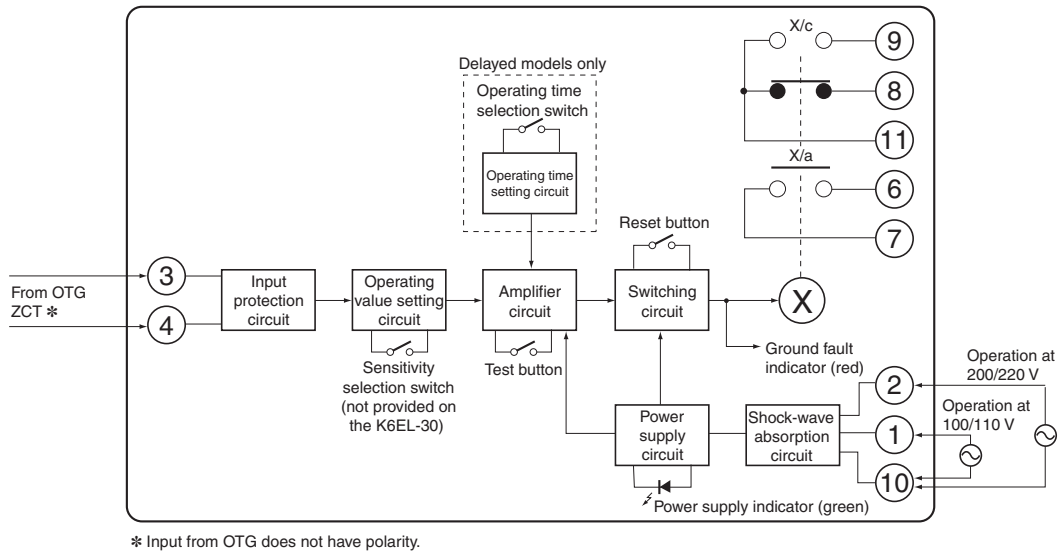 X/c
9
8
11
X/a
6
7
Delayed models only
Operating time
selection switch
Operating time
setting circuit
Reset button
3
4
From OTG
ZCT ✻
Input
protection
circuit
Operating
value setting
circuit
Amplifier
circuit
Switching
circuit
X
Sensitivity
selection switch
(not provided on
the K6EL-30)
Test button
Ground fault
indicator (red)
Power
supply
circuit
Shock-wave
absorption
circuit
2
1
10
Operation at
200/220 V
Operation at
100/110 V
Power supply indicator (green)
✻ Input from OTG does not have polarity.